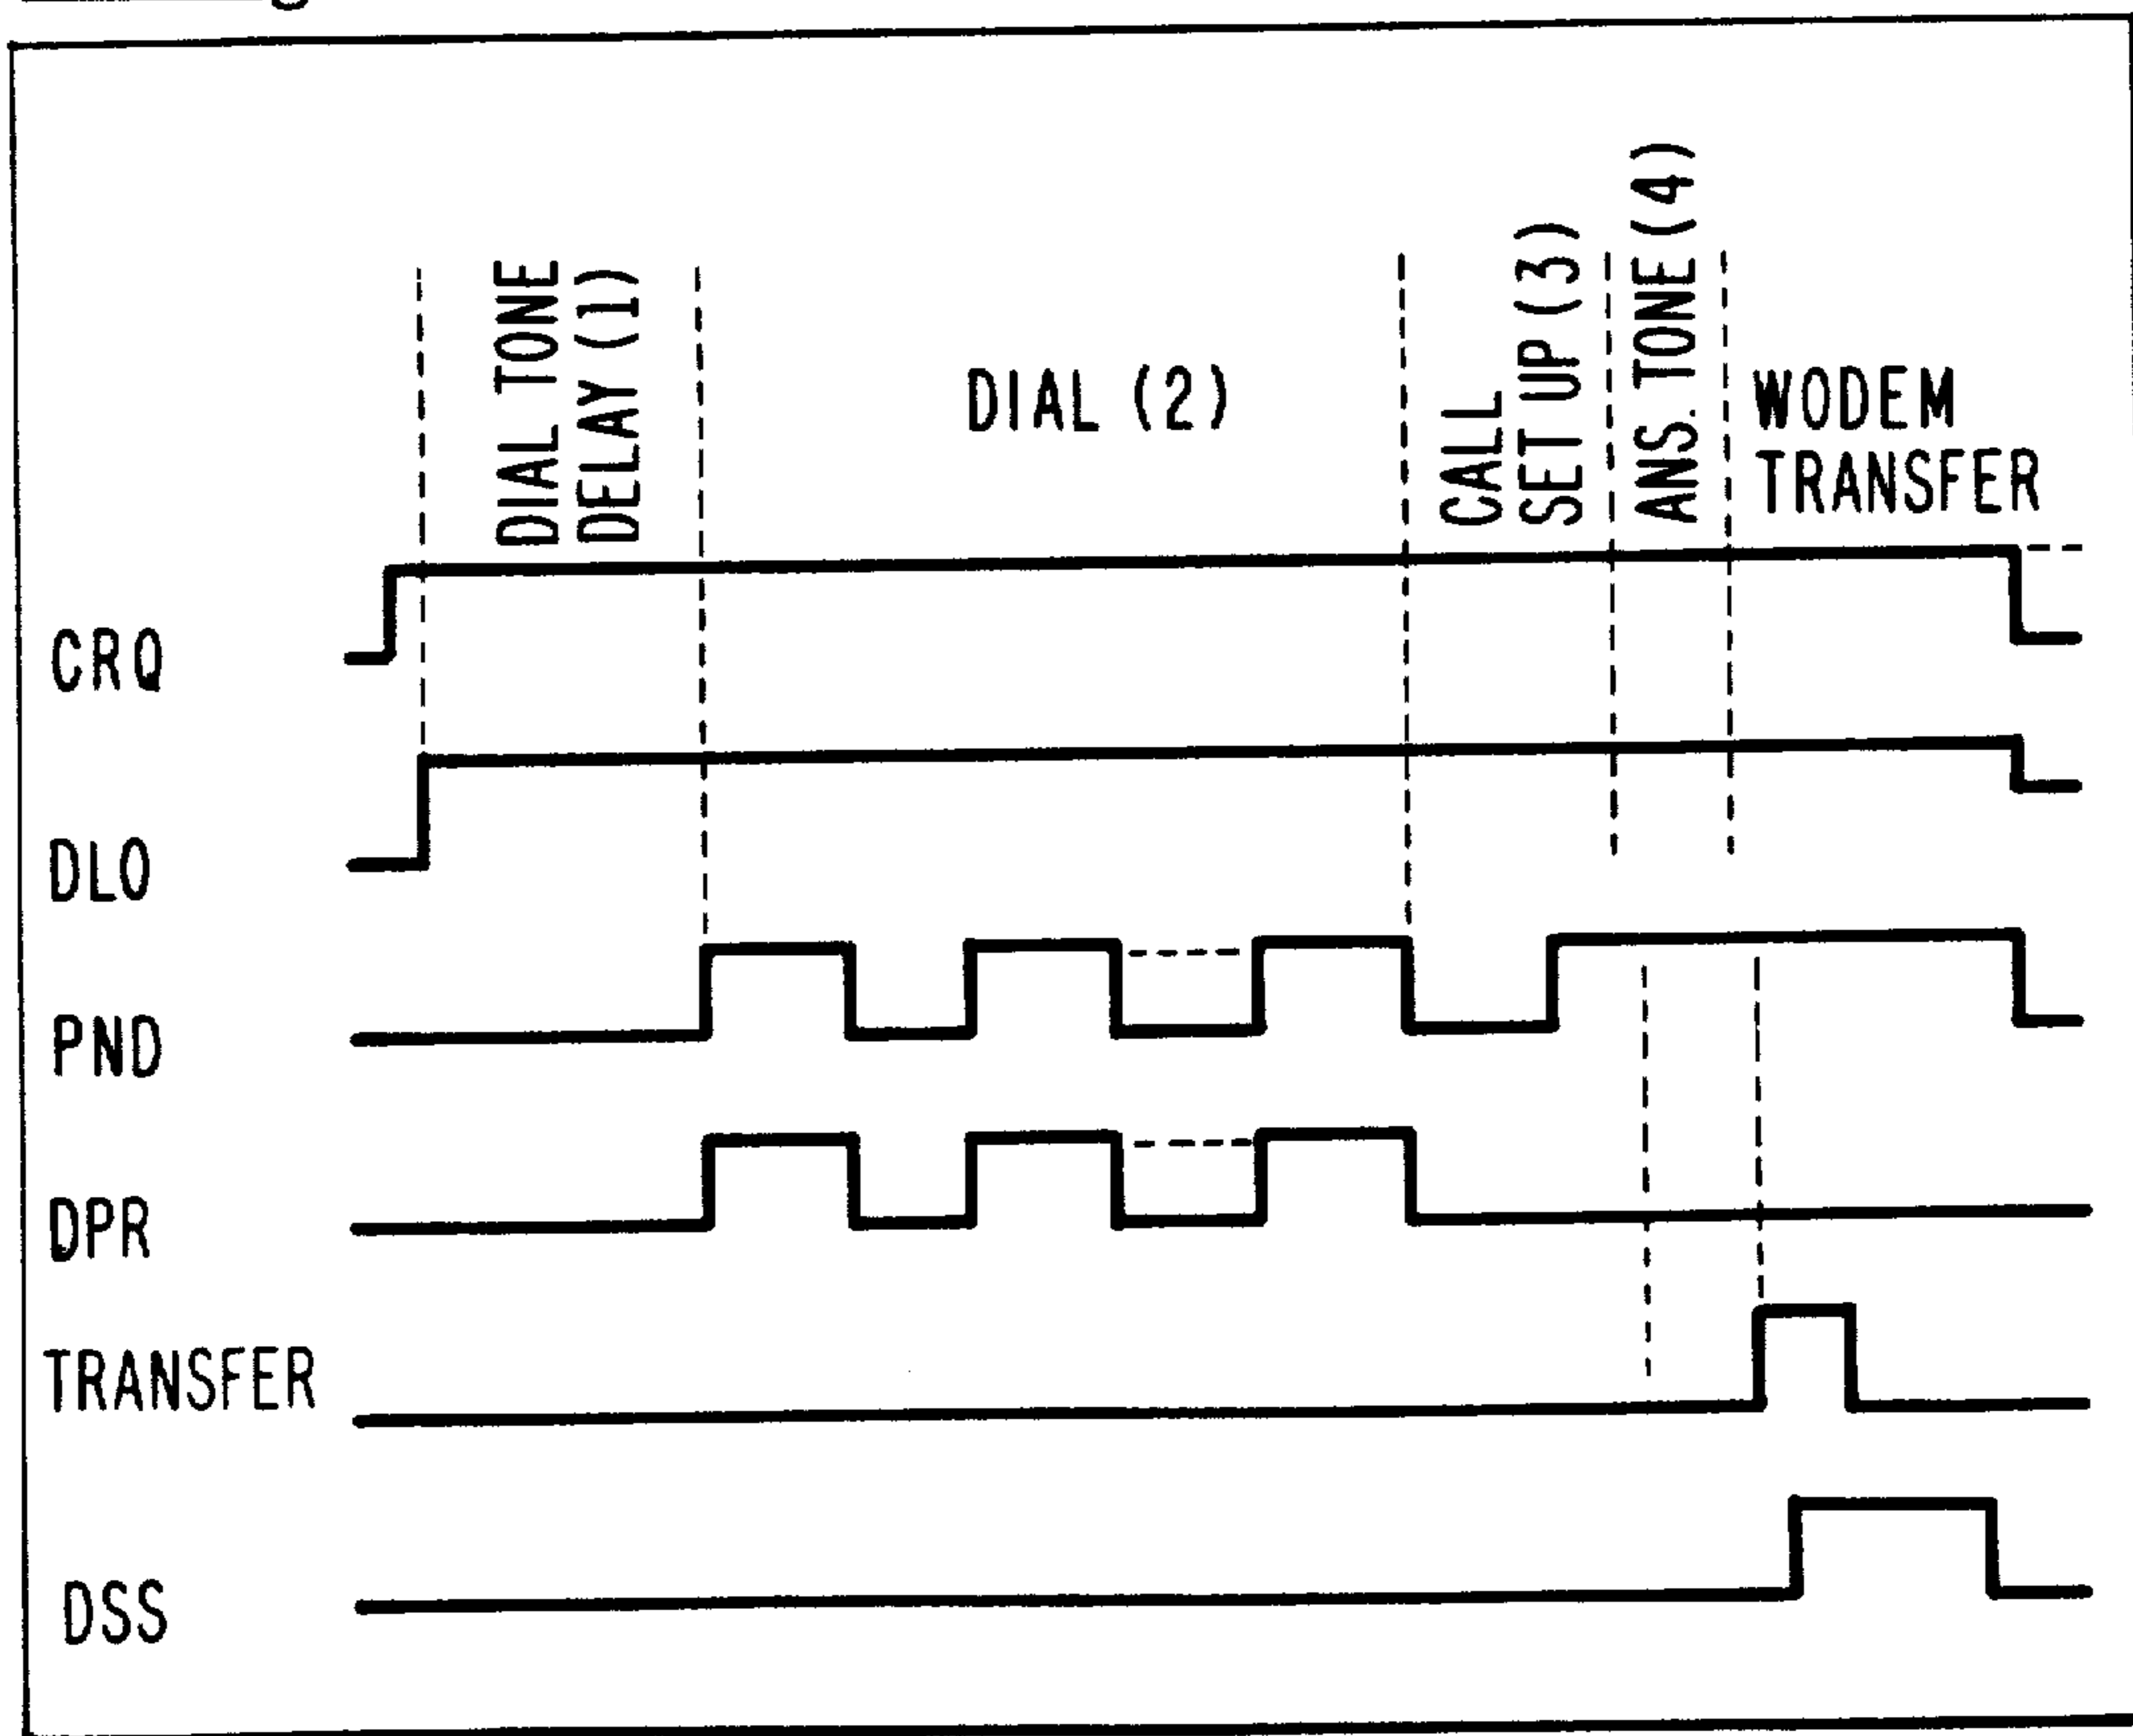 DIAL TONE
DELAY (1)
DIAL (2)
CALL
SET UP (3)
ANS. TONE (4)
WODEM
TRANSFER
CRQ
DLO
PND
DPR
TRANSFER
DSS